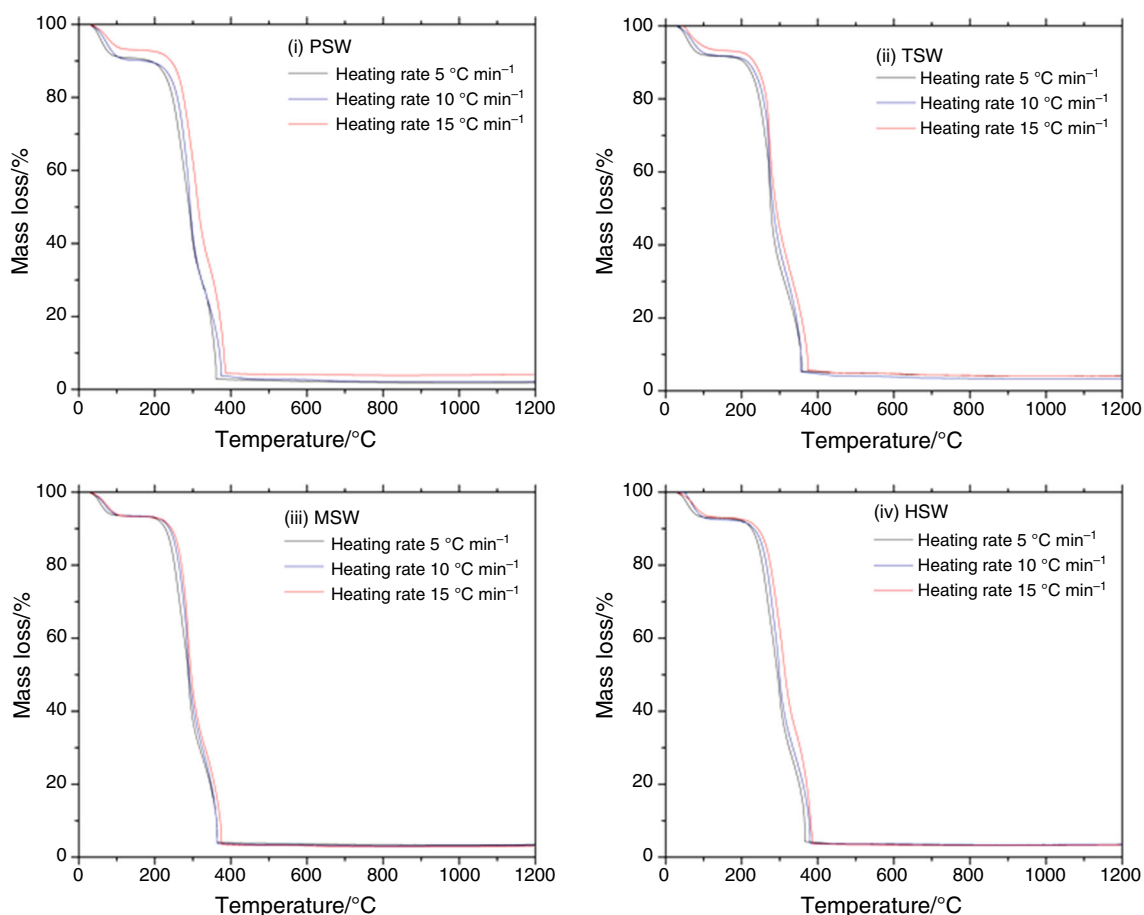 100
80
60
40
20
0
Mass loss/%
(i) PSW
Heating rate 5 °C min⁻¹
Heating rate 10 °C min⁻¹
Heating rate 15 °C min⁻¹
0 200 400 600 800 1000 1200
Temperature/°C
100
80
60
40
20
0
Mass loss/%
(ii) TSW
Heating rate 5 °C min⁻¹
Heating rate 10 °C min⁻¹
Heating rate 15 °C min⁻¹
0 200 400 600 800 1000 1200
Temperature/°C
100
80
60
40
20
0
Mass loss/%
(iii) MSW
Heating rate 5 °C min⁻¹
Heating rate 10 °C min⁻¹
Heating rate 15 °C min⁻¹
0 200 400 600 800 1000 1200
Temperature/°C
100
80
60
40
20
0
Mass loss/%
(iv) HSW
Heating rate 5 °C min⁻¹
Heating rate 10 °C min⁻¹
Heating rate 15 °C min⁻¹
0 200 400 600 800 1000 1200
Temperature/°C